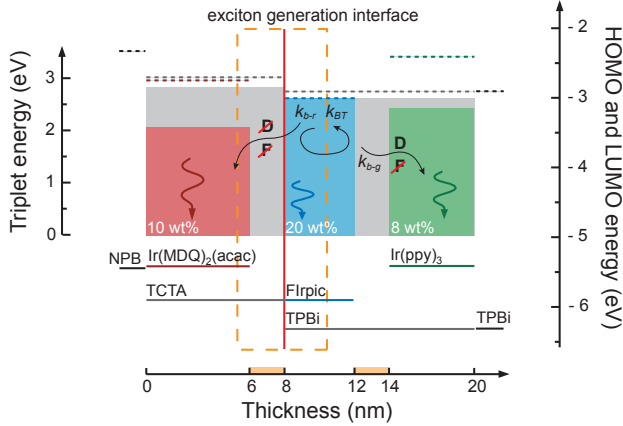 exciton generation interface
Triplet energy (eV)
3
2
1
0
HOMO and LUMO energy (eV)
-2
-3
-4
-5
-6
k_b-r
k_BT
D
F
k_b-g
D
F
10 wt%
20 wt%
8 wt%
NPB
Ir(MDQ)2(acac)
Ir(ppy)3
TCTA
FIrpic
TPBi
TPBi
0
6
8
12
14
20
Thickness (nm)